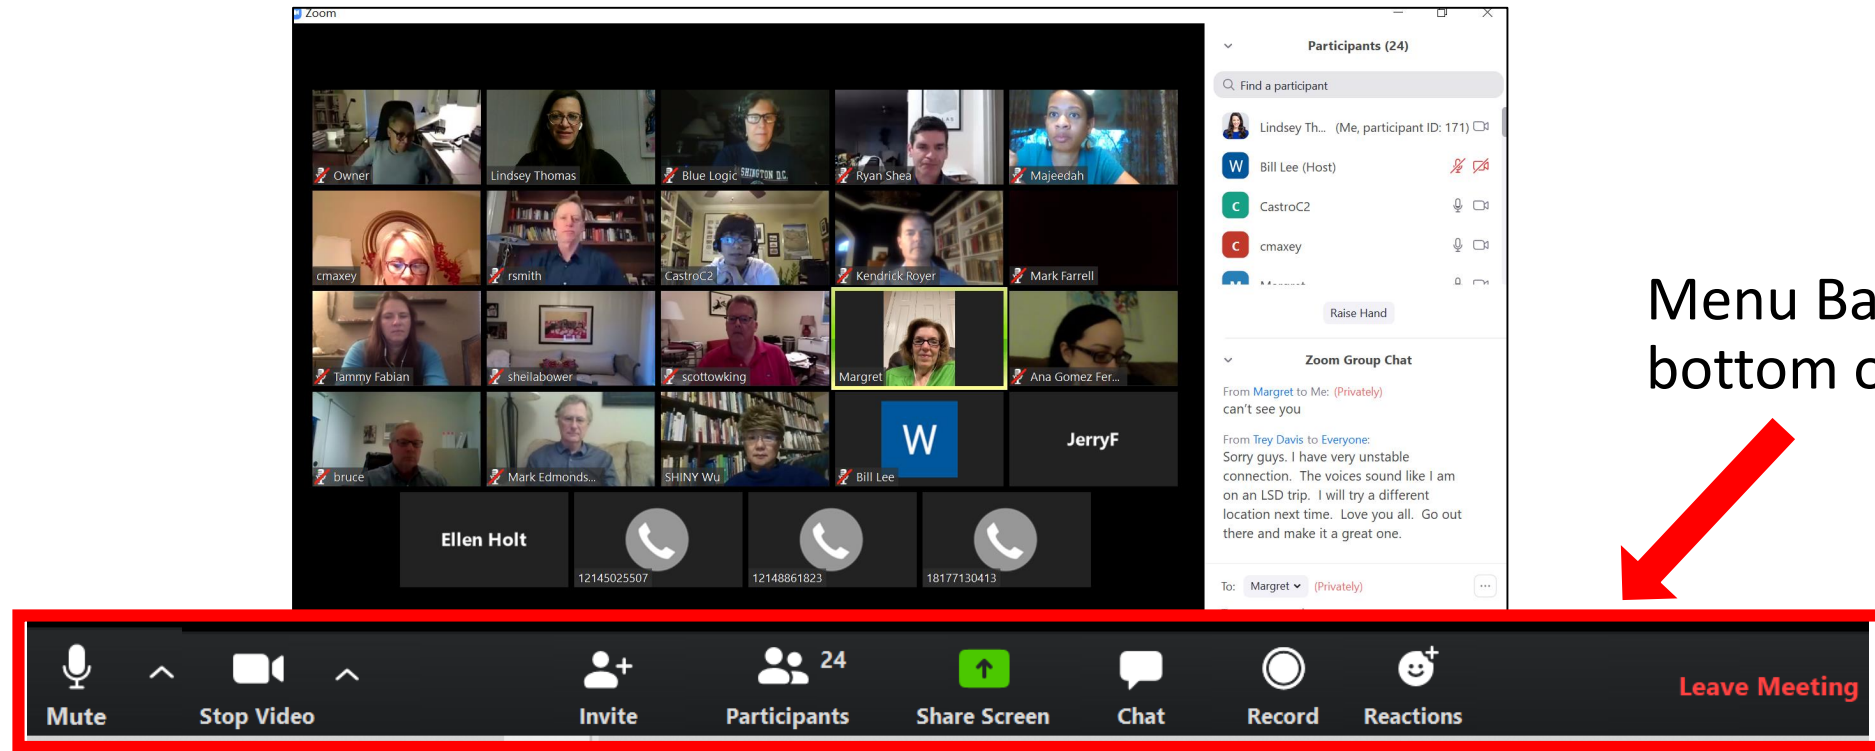 Zoom
Participants (24)
Find a participant
Lindsey Th... (Me, participant ID: 171)
W Bill Lee (Host)
C CastroC2
C cmaxey
Raise Hand
Zoom Group Chat
From Margret to Me: (Privately)
can't see you
From Trey Davis to Everyone:
Sorry guys. I have very unstable
connection. The voices sound like I am
on an LSD trip. I will try a different
location next time. Love you all. Go out
there and make it a great one.
To: Margret (Privately)
Owner
Lindsey Thomas
Blue Logic
Ryan Shea
Majeedah
cmaxey
rsmith
CastroC2
Kendrick Royer
Mark Farrell
Tammy Fabian
sheilabower
scottowking
Margret
Ana Gomez Fer...
bruce
Mark Edmonds...
SHINY Wu
W
Bill Lee
JerryF
Ellen Holt
12145025507
12148861823
18177130413
Menu Ba
bottom o
Mute
Stop Video
Invite
24
Participants
Share Screen
Chat
Record
Reactions
Leave Meeting